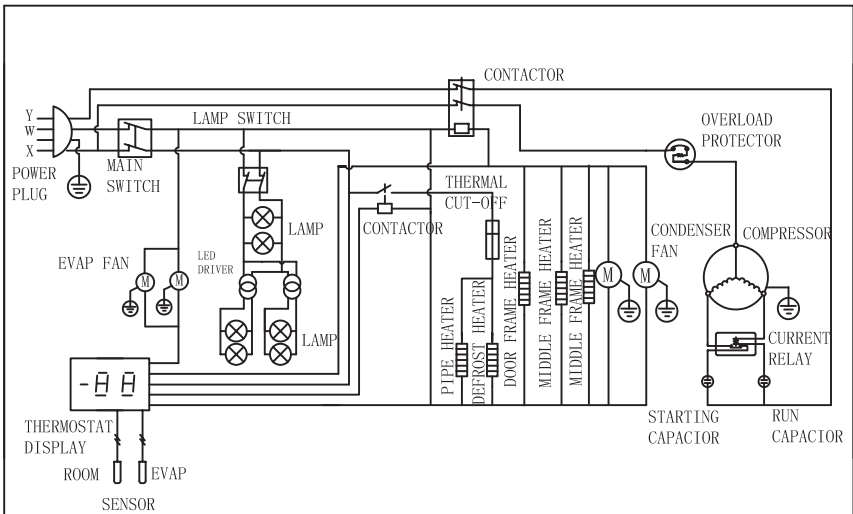 CONTACTOR
LAMP SWITCH
OVERLOAD
PROTECTOR
Y
W
X
POWER
PLUG
MAIN
SWITCH
THERMAL
CUT-OFF
LAMP
CONTACTOR
CONDENSER
FAN
COMPRESSOR
EVAP FAN
LED
DRIVER
M
M
M
M
LAMP
PIPE HEATER
DEFROST HEATER
DOOR FRAME HEATER
MIDDLE FRAME HEATER
MIDDLE FRAME HEATER
CURRENT
RELAY
-88
THERMOSTAT
DISPLAY
STARTING
CAPACIOR
RUN
CAPACIOR
ROOM
EVAP
SENSOR